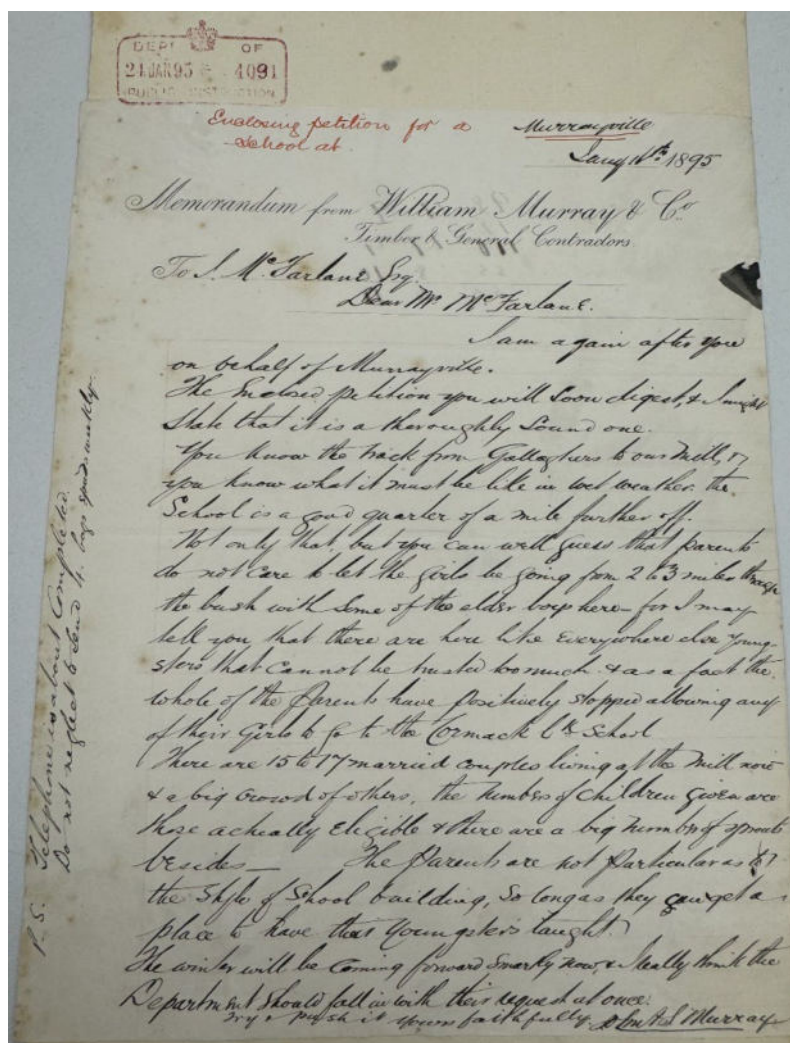 DEPT OF
21 JAN 95 4091
PUBLIC INSTRUCTION
Enclosing petition for a
School at.
Murrayville
Jany 1895
Memorandum from William Murray & Co
Timber & General Contractors
To J. McFarlane Esq.
Dear Mr McFarlane.
I am again after you
on behalf of Murrayville.
The Enclosed petition you will soon digest, & I might
state that it is a thoroughly sound one.
You know the track from Gallaghers to our Mill, &
you know what it must be like in wet weather. the
School is a good quarter of a mile further off.
Not only that, but you can well guess that parents
do not care to let the girls be going from 2 to 3 miles through
the bush with some of the elder boys here - for I may
tell you that there are here like Everywhere else Young-
sters that cannot be trusted too much. & as a fact the
whole of the Parents have positively stopped allowing any
of their Girls to go to the Cormack Ck School
There are 15 to 17 married couples living at the Mill now
& a big crowd of others, the numbers of children given are
those actually Eligible & there are a big number of sprouts
besides — The Parents are not Particular as to
the Style of School building, so long as they can get a
place to have their Youngsters taught.
The winter will be coming forward smartly now, & I really think the
Department should fall in with their request at once.
Try & push it yours faithfully Murray
P.S. Telephone is about Completed.
Do not neglect to send weekly.